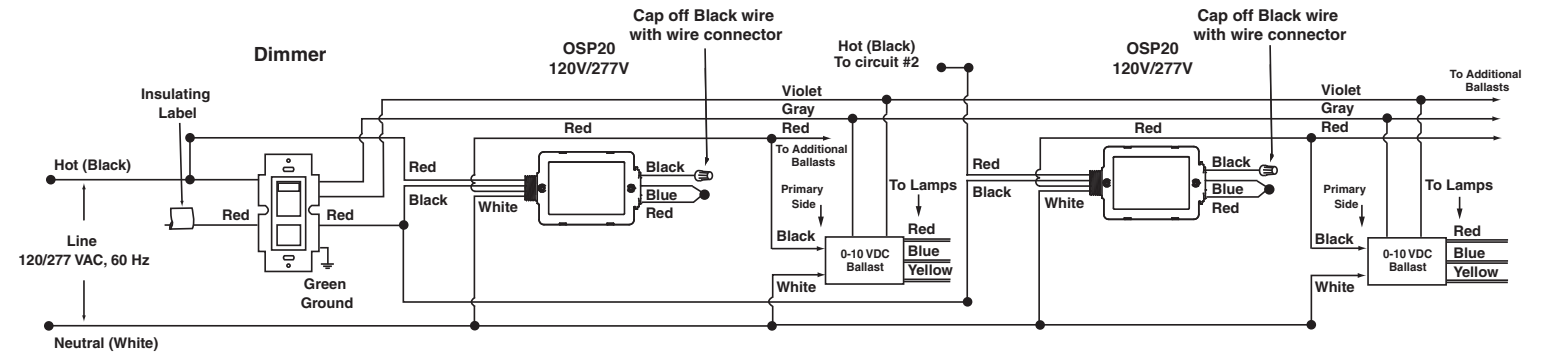 Cap off Black wire
with wire connector
Cap off Black wire
with wire connector
Dimmer
OSP20
120V/277V
Hot (Black)
To circuit #2
OSP20
120V/277V
To Additional
Ballasts
Insulating
Label
Violet
Gray
Red
Red
Violet
Gray
Red
Red
To Additional
Ballasts
Hot (Black)
Red
Black
White
Black
Blue
Red
Primary
Side
To Lamps
Red
Black
White
Black
Blue
Red
Primary
Side
To Lamps
Red
Red
Line
120/277 VAC, 60 Hz
Green
Ground
Black
White
0-10 VDC
Ballast
Red
Blue
Yellow
Black
White
0-10 VDC
Ballast
Red
Blue
Yellow
Neutral (White)